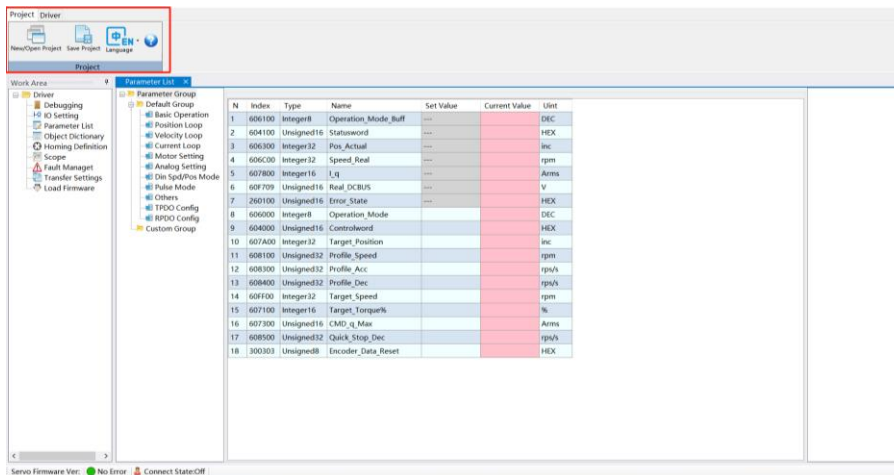 Project Driver
New/Open Project Save Project Language
中EN
Project
Work Area
Driver
Debugging
IO Setting
Parameter List
Object Dictionary
Homing Definition
Scope
Fault Managet
Transfer Settings
Load Firmware
Parameter List ×
Parameter Group
Default Group
Basic Operation
Position Loop
Velocity Loop
Current Loop
Motor Setting
Analog Setting
Din Spd/Pos Mode
Pulse Mode
Others
TPDO Config
RPDO Config
Custom Group
N Index Type Name Set Value Current Value Uint
1 606100 Integer8 Operation_Mode_Buff --- DEC
2 604100 Unsigned16 Statusword --- HEX
3 606300 Integer32 Pos_Actual --- inc
4 606C00 Integer32 Speed_Real --- rpm
5 607800 Integer16 I_q --- Arms
6 60F709 Unsigned16 Real_DCBUS --- V
7 260100 Unsigned16 Error_State --- HEX
8 606000 Integer8 Operation_Mode DEC
9 604000 Unsigned16 Controlword HEX
10 607A00 Integer32 Target_Position inc
11 608100 Unsigned32 Profile_Speed rpm
12 608300 Unsigned32 Profile_Acc rps/s
13 608400 Unsigned32 Profile_Dec rps/s
14 60FF00 Integer32 Target_Speed rpm
15 607100 Integer16 Target_Torque% %
16 607300 Unsigned16 CMD_q_Max Arms
17 608500 Unsigned32 Quick_Stop_Dec rps/s
18 300303 Unsigned8 Encoder_Data_Reset HEX
Servo Firmware Ver: No Error Connect State:Off